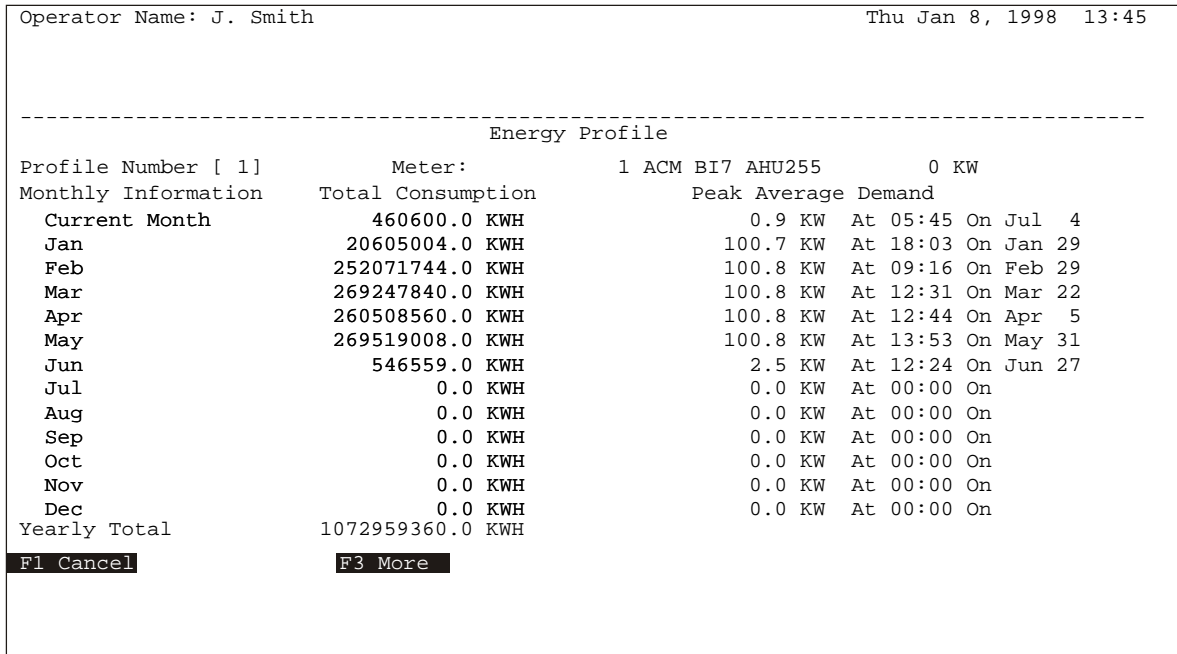 Operator Name: J. Smith Thu Jan 8, 1998 13:45
--------------------------------------------------------------------------------------
Energy Profile
Profile Number [ 1] Meter: 1 ACM BI7 AHU255 0 KW
Monthly Information Total Consumption Peak Average Demand
Current Month 460600.0 KWH 0.9 KW At 05:45 On Jul 4
Jan 20605004.0 KWH 100.7 KW At 18:03 On Jan 29
Feb 252071744.0 KWH 100.8 KW At 09:16 On Feb 29
Mar 269247840.0 KWH 100.8 KW At 12:31 On Mar 22
Apr 260508560.0 KWH 100.8 KW At 12:44 On Apr 5
May 269519008.0 KWH 100.8 KW At 13:53 On May 31
Jun 546559.0 KWH 2.5 KW At 12:24 On Jun 27
Jul 0.0 KWH 0.0 KW At 00:00 On
Aug 0.0 KWH 0.0 KW At 00:00 On
Sep 0.0 KWH 0.0 KW At 00:00 On
Oct 0.0 KWH 0.0 KW At 00:00 On
Nov 0.0 KWH 0.0 KW At 00:00 On
Dec 0.0 KWH 0.0 KW At 00:00 On
Yearly Total 1072959360.0 KWH
F1 Cancel F3 More